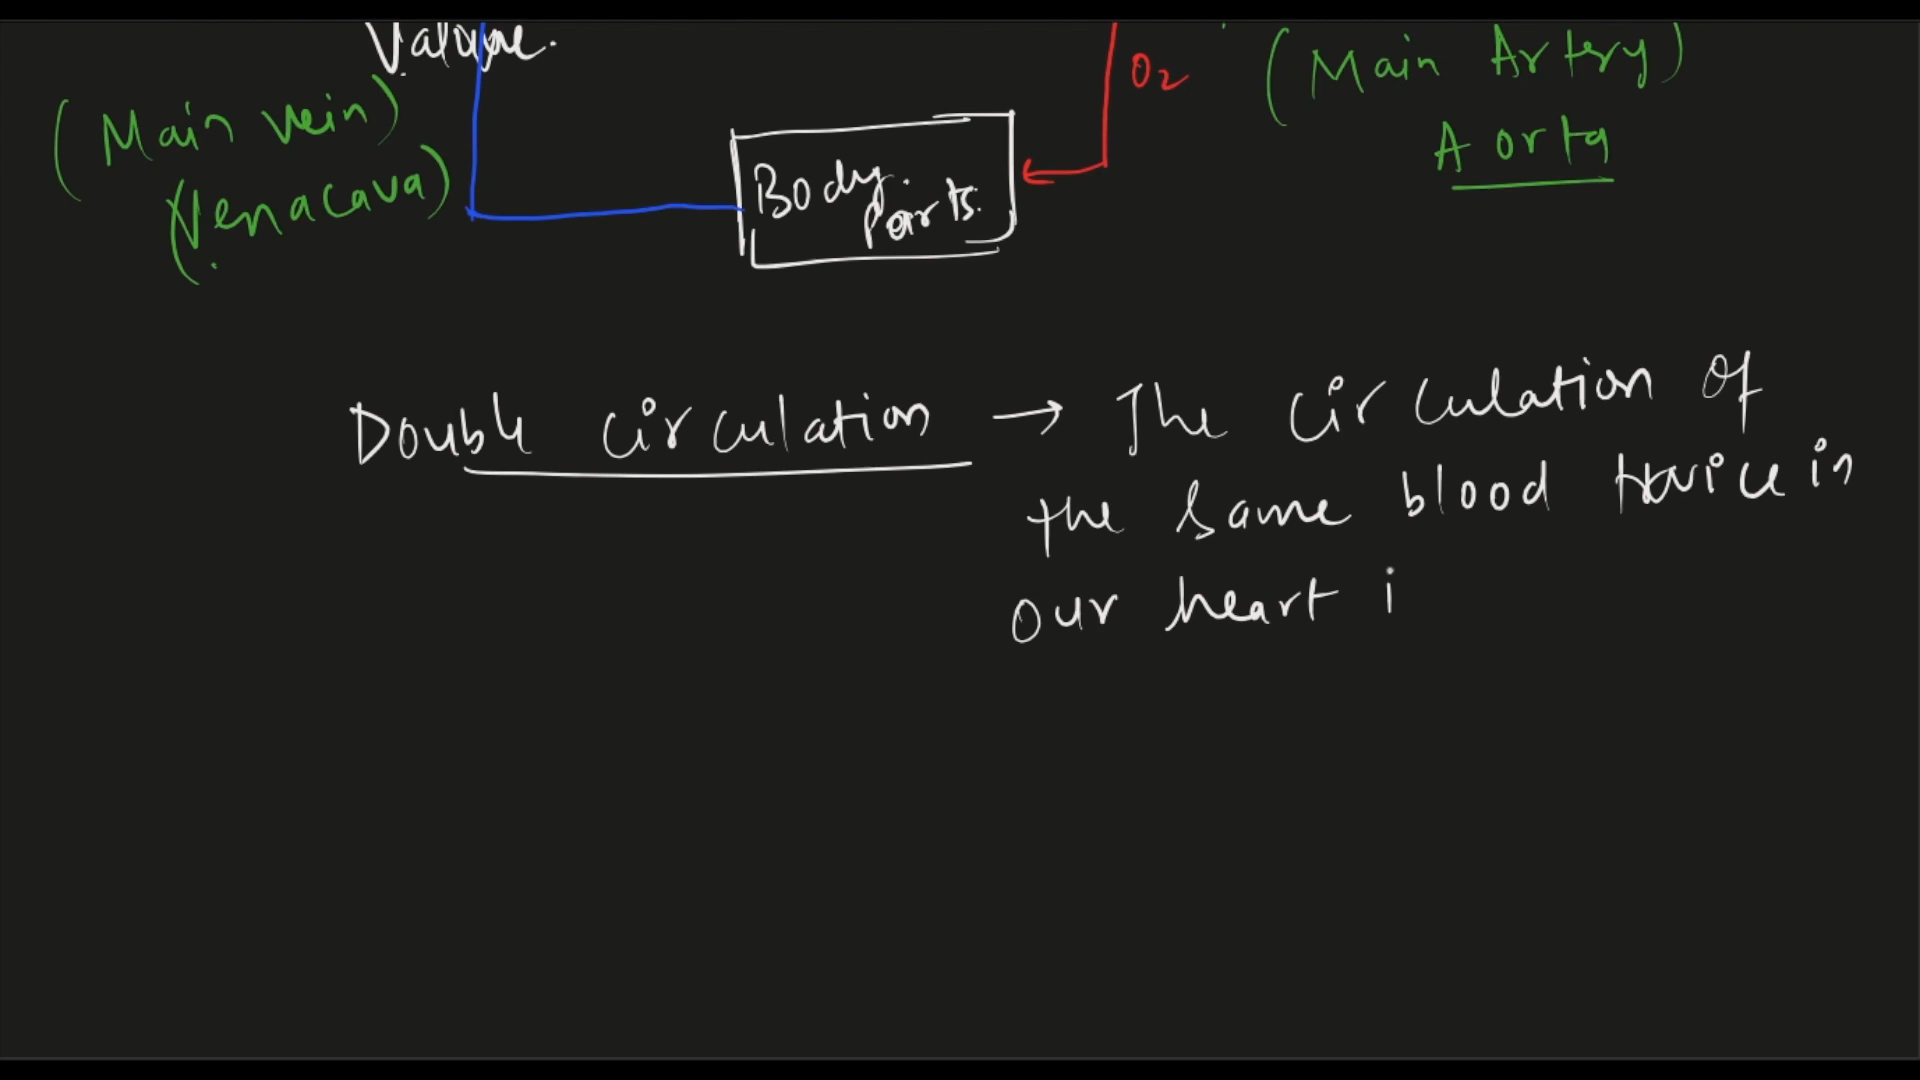 Valve.
O2
(Main Artery)
Aorta
(Main vein)
(Venacava)
Body
Parts.
Double circulation → The circulation of
the same blood twice in
our heart i